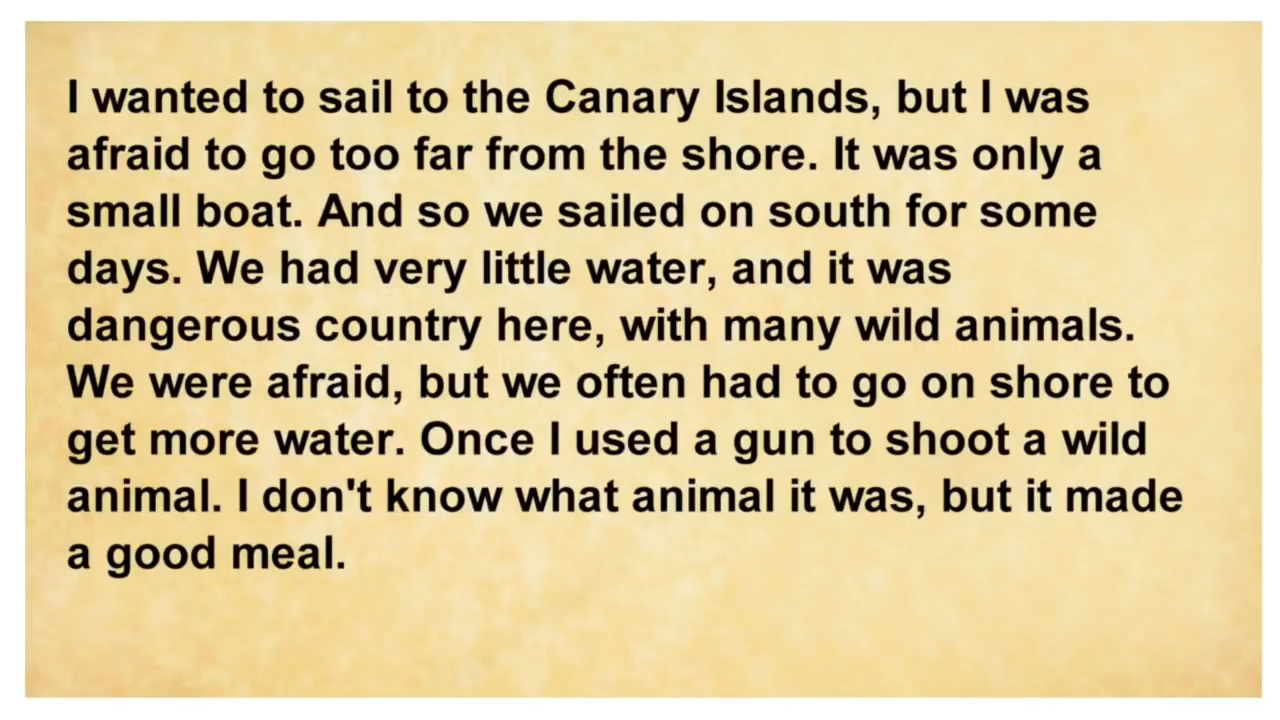 I wanted to sail to the Canary Islands, but I was
afraid to go too far from the shore. It was only a
small boat. And so we sailed on south for some
days. We had very little water, and it was
dangerous country here, with many wild animals.
We were afraid, but we often had to go on shore to
get more water. Once I used a gun to shoot a wild
animal. I don't know what animal it was, but it made
a good meal.